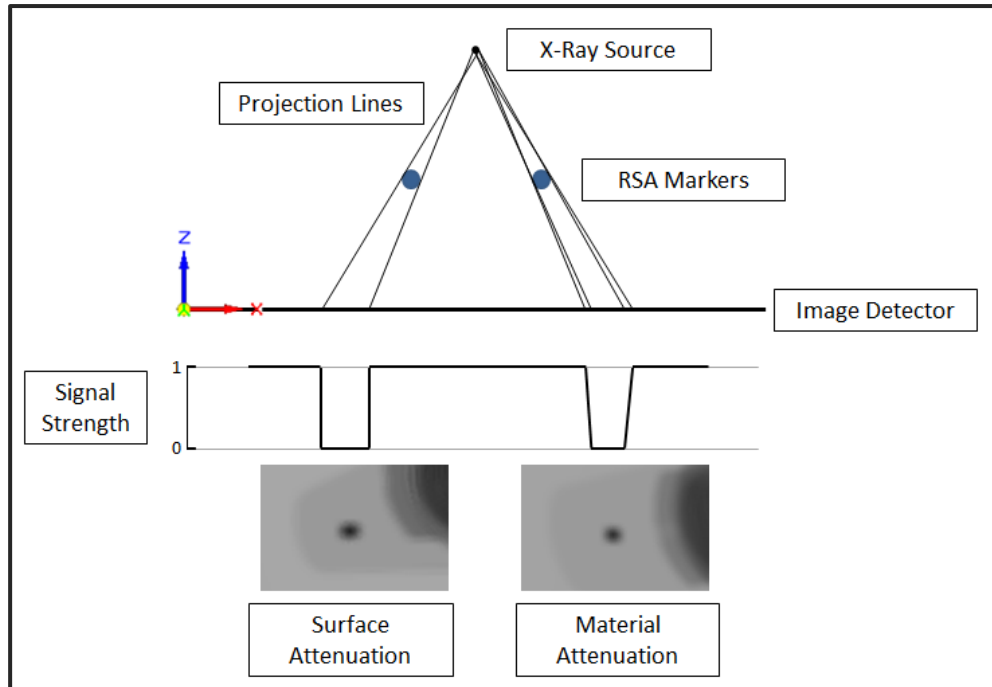 X-Ray Source
Projection Lines
RSA Markers
Z
X
Image Detector
1
Signal
Strength
0
Surface
Attenuation
Material
Attenuation